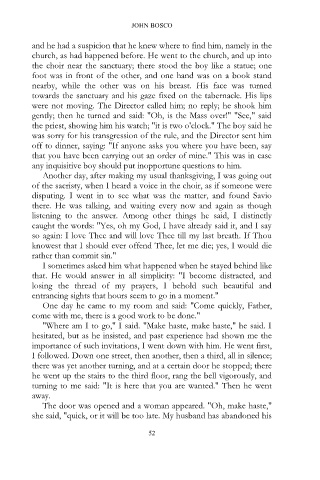 JOHN BOSCO
and he had a suspicion that he knew where to find him, namely in the
church, as had happened before. He went to the church, and up into
the choir near the sanctuary; there stood the boy like a statue; one
foot was in front of the other, and one hand was on a book stand
nearby, while the other was on his breast. His face was turned
towards the sanctuary and his gaze fixed on the tabernacle. His lips
were not moving. The Director called him; no reply; he shook him
gently; then he turned and said: "Oh, is the Mass over!" "See," said
the priest, showing him his watch; "it is two o'clock." The boy said he
was sorry for his transgression of the rule, and the Director sent him
off to dinner, saying: "If anyone asks you where you have been, say
that you have been carrying out an order of mine." This was in case
any inquisitive boy should put inopportune questions to him.
Another day, after making my usual thanksgiving, I was going out
of the sacristy, when I heard a voice in the choir, as if someone were
disputing. I went in to see what was the matter, and found Savio
there. He was talking, and waiting every now and again as though
listening to the answer. Among other things he said, I distinctly
caught the words: "Yes, oh my God, I have already said it, and I say
so again: I love Thee and will love Thee till my last breath. If Thou
knowest that I should ever offend Thee, let me die; yes, I would die
rather than commit sin."
I sometimes asked him what happened when he stayed behind like
that. He would answer in all simplicity: "I become distracted, and
losing the thread of my prayers, I behold such beautiful and
entrancing sights that hours seem to go in a moment."
One day he came to my room and said: "Come quickly, Father,
come with me, there is a good work to be done."
"Where am I to go," I said. "Make haste, make haste," he said. I
hesitated, but as he insisted, and past experience had shown me the
importance of such invitations, I went down with him. He went first,
I followed. Down one street, then another, then a third, all in silence;
there was yet another turning, and at a certain door he stopped; there
he went up the stairs to the third floor, rang the bell vigorously, and
turning to me said: "It is here that you are wanted." Then he went
away.
The door was opened and a woman appeared. "Oh, make haste,"
she said, "quick, or it will be too late. My husband has abandoned his
52